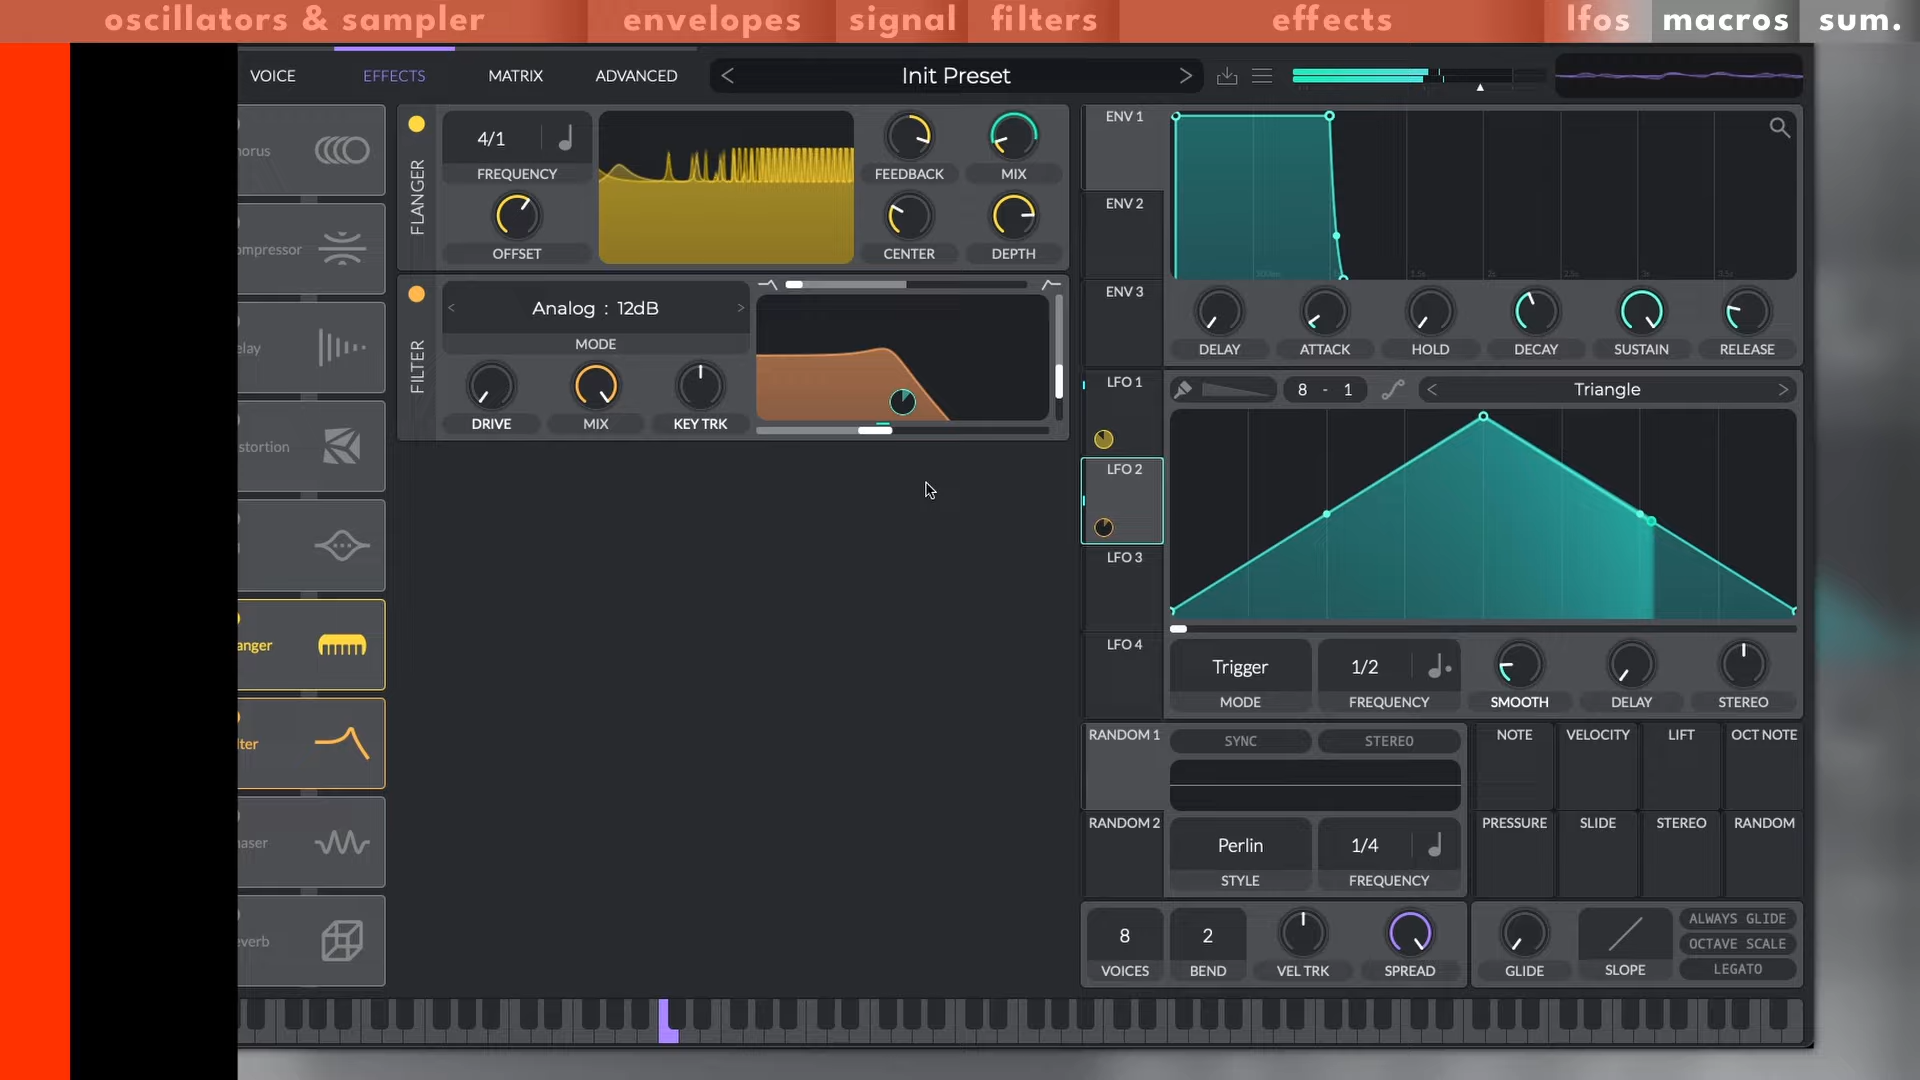 oscillators & sampler envelopes signal filters effects lfos macros sum.
VOICE EFFECTS MATRIX ADVANCED Init Preset
horus
ompressor
elay
stortion
anger
lter
haser
everb
FLANGER
4/1
FREQUENCY
OFFSET
FEEDBACK MIX
CENTER DEPTH
FILTER
Analog : 12dB
MODE
DRIVE MIX KEY TRK
ENV 1
ENV 2
ENV 3
DELAY ATTACK HOLD DECAY SUSTAIN RELEASE
LFO 1
LFO 2
LFO 3
LFO 4
8 - 1 Triangle
Trigger 1/2
MODE FREQUENCY SMOOTH DELAY STEREO
RANDOM 1
RANDOM 2
SYNC STEREO
Perlin 1/4
STYLE FREQUENCY
NOTE VELOCITY LIFT OCT NOTE
PRESSURE SLIDE STEREO RANDOM
8 2
VOICES BEND VEL TRK SPREAD
GLIDE SLOPE
ALWAYS GLIDE
OCTAVE SCALE
LEGATO